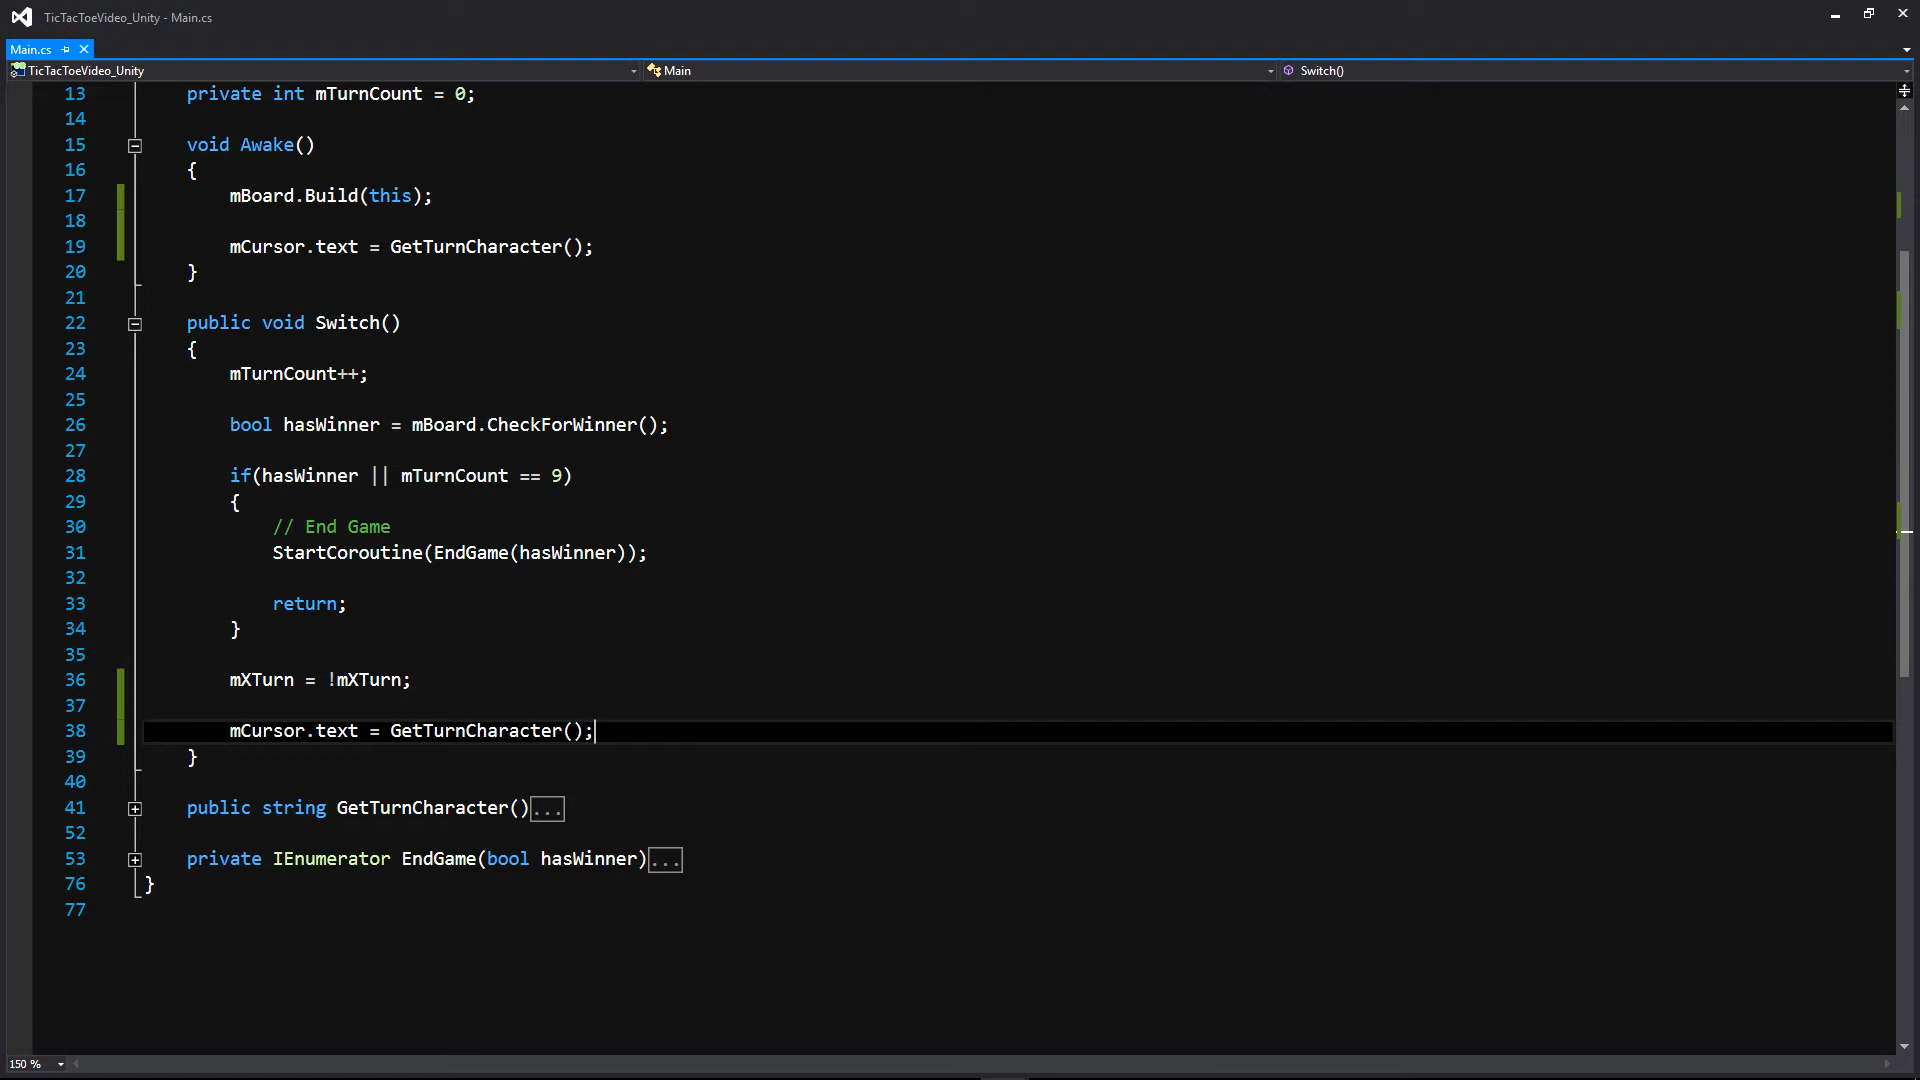 TicTacToeVideo_Unity - Main.cs
Main.cs
TicTacToeVideo_Unity Main Switch()
13 private int mTurnCount = 0;
14
15 void Awake()
16 {
17 mBoard.Build(this);
18
19 mCursor.text = GetTurnCharacter();
20 }
21
22 public void Switch()
23 {
24 mTurnCount++;
25
26 bool hasWinner = mBoard.CheckForWinner();
27
28 if(hasWinner || mTurnCount == 9)
29 {
30 // End Game
31 StartCoroutine(EndGame(hasWinner));
32
33 return;
34 }
35
36 mXTurn = !mXTurn;
37
38 mCursor.text = GetTurnCharacter();
39 }
40
41 public string GetTurnCharacter()...
52
53 private IEnumerator EndGame(bool hasWinner)...
76 }
77
150 %